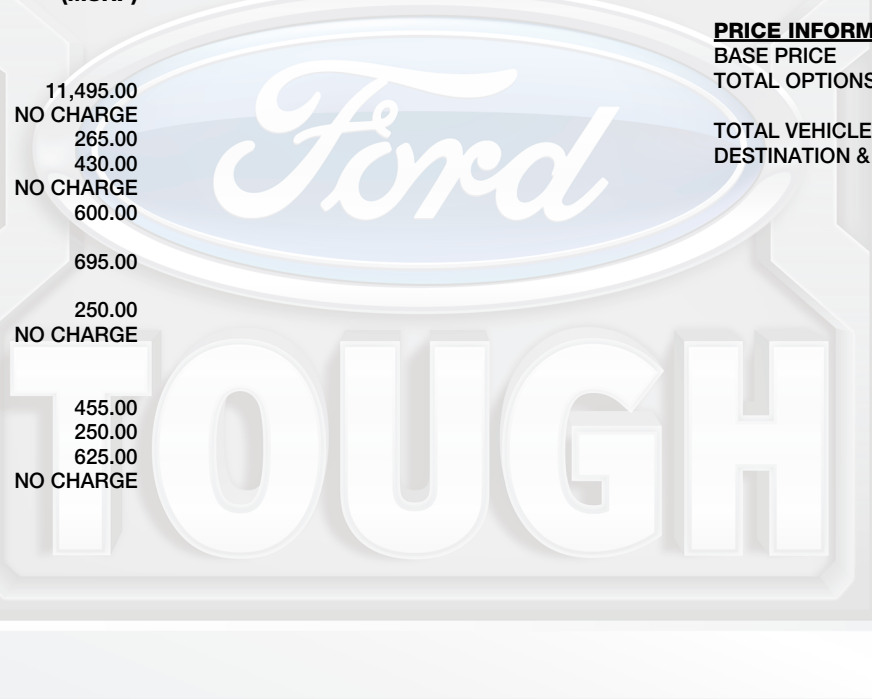 (MSRP)
11,495.00
NO CHARGE
265.00
430.00
NO CHARGE
600.00
695.00
250.00
NO CHARGE
455.00
250.00
625.00
NO CHARGE
PRICE INFORM
BASE PRICE
TOTAL OPTIONS
TOTAL VEHICLE
DESTINATION &
Ford
TOUGH